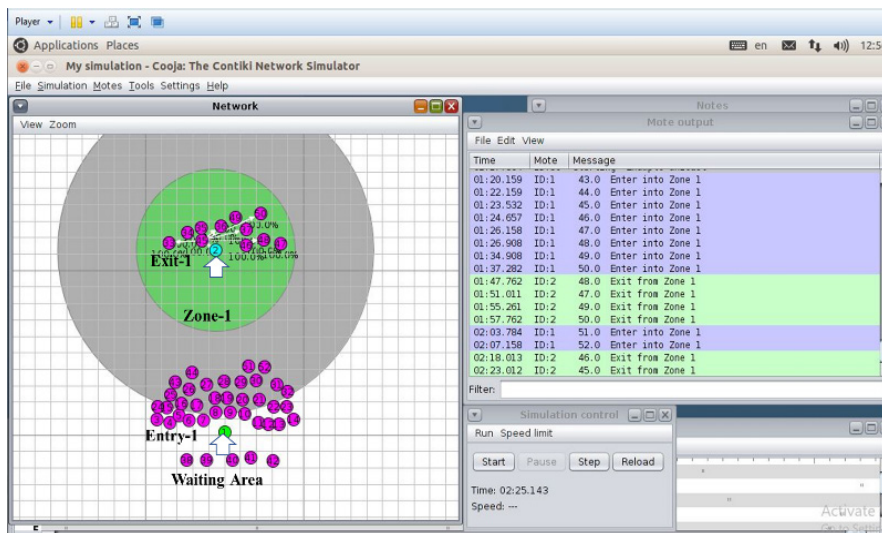 Player
Applications Places
en
12:5
My simulation - Cooja: The Contiki Network Simulator
File Simulation Motes Tools Settings Help
Network
View Zoom
Exit-1
Zone-1
Entry-1
Waiting Area
38 39 40 41 42
Notes
Mote output
File Edit View
Time Mote Message
01:20.159 ID:1 43.0 Enter into Zone 1
01:22.159 ID:1 44.0 Enter into Zone 1
01:23.532 ID:1 45.0 Enter into Zone 1
01:24.657 ID:1 46.0 Enter into Zone 1
01:26.158 ID:1 47.0 Enter into Zone 1
01:26.908 ID:1 48.0 Enter into Zone 1
01:34.908 ID:1 49.0 Enter into Zone 1
01:37.282 ID:1 50.0 Enter into Zone 1
01:47.762 ID:2 48.0 Exit from Zone 1
01:51.011 ID:2 47.0 Exit from Zone 1
01:55.261 ID:2 49.0 Exit from Zone 1
01:57.762 ID:2 50.0 Exit from Zone 1
02:03.784 ID:1 51.0 Enter into Zone 1
02:07.158 ID:1 52.0 Enter into Zone 1
02:18.013 ID:2 46.0 Exit from Zone 1
02:23.012 ID:2 45.0 Exit from Zone 1
Filter:
Simulation control
Run Speed limit
Start Pause Step Reload
Time: 02:25.143
Speed: ---
Activate
Go to Settin